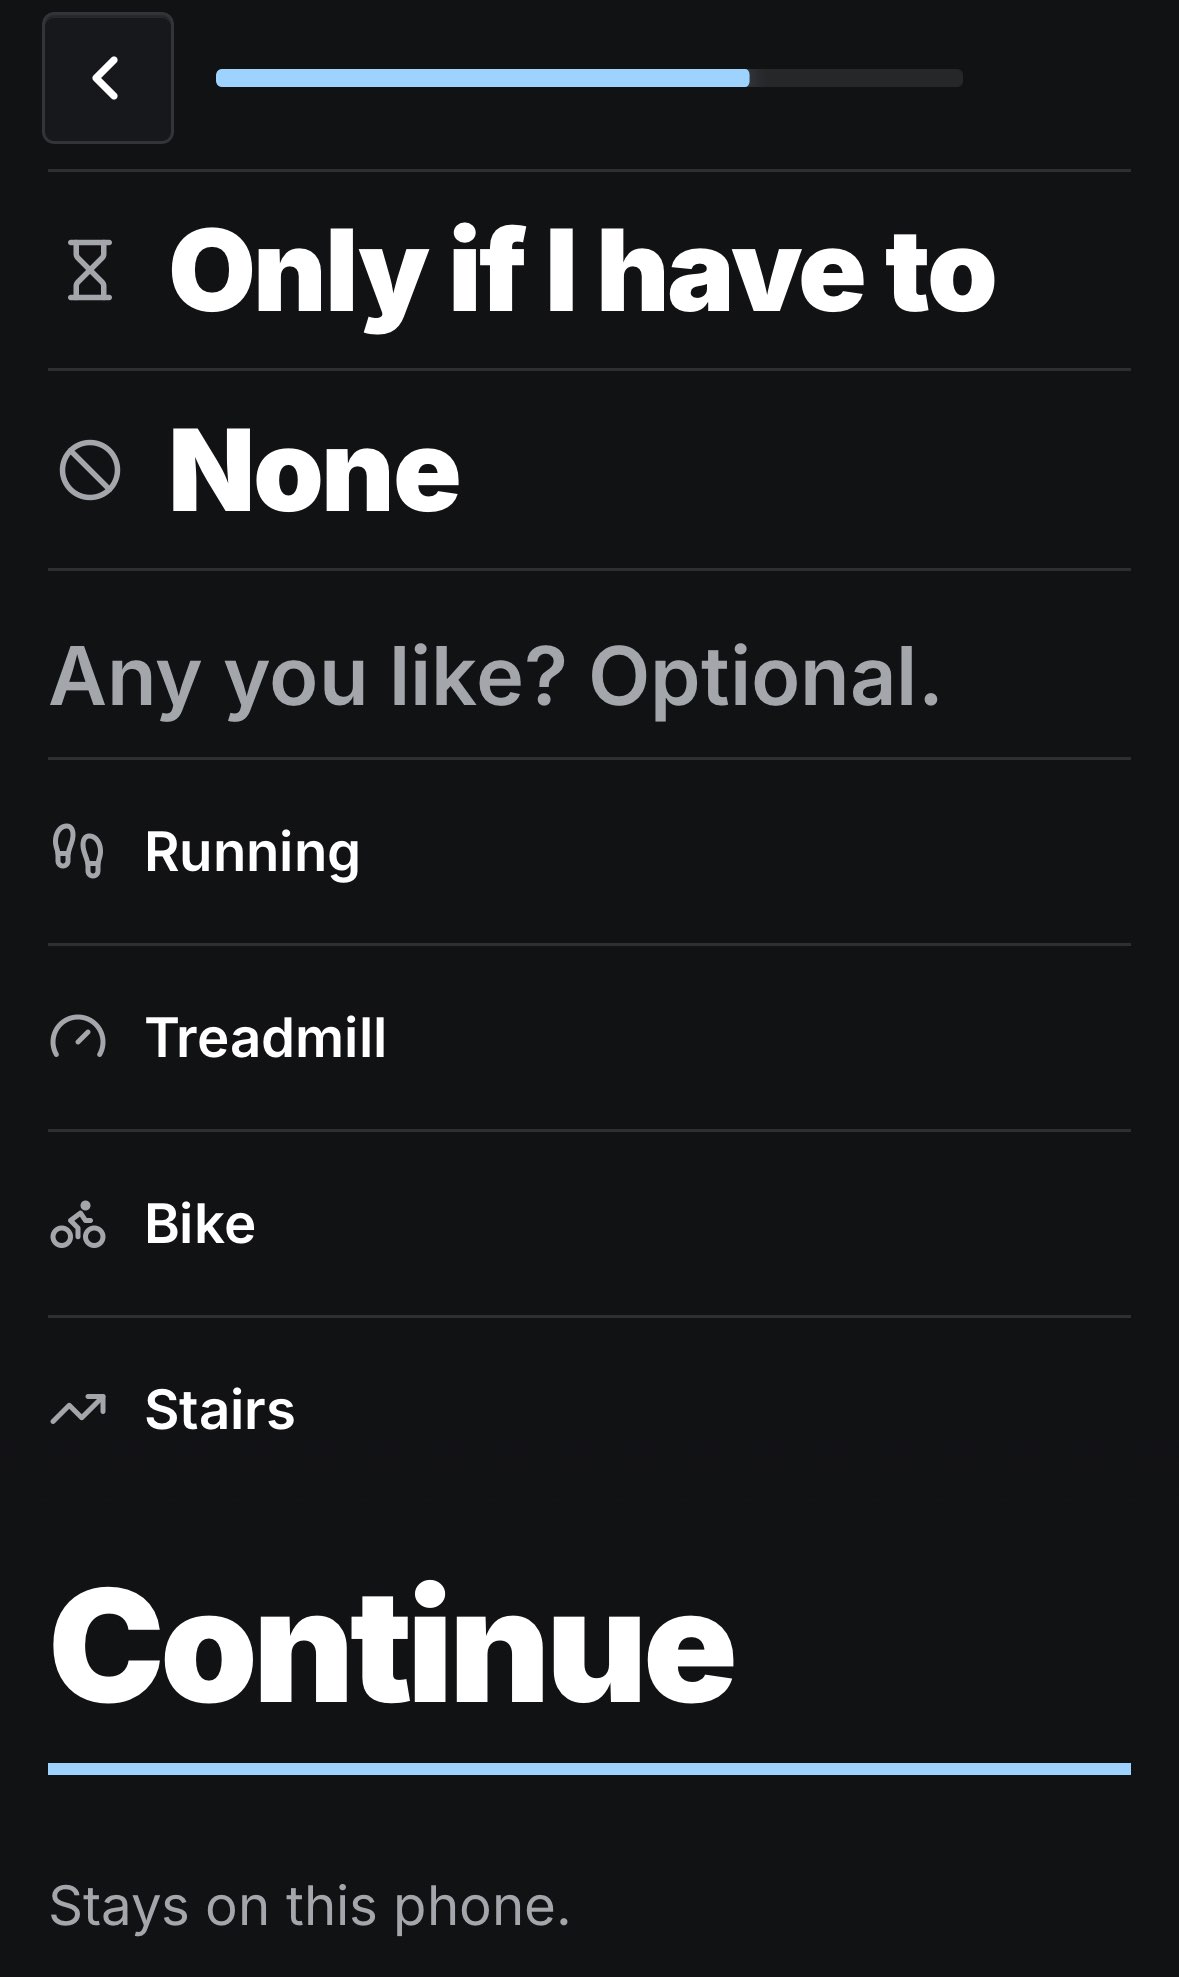 Only if I have to
None
Any you like? Optional.
Running
Treadmill
Bike
Stairs
Continue
Stays on this phone.